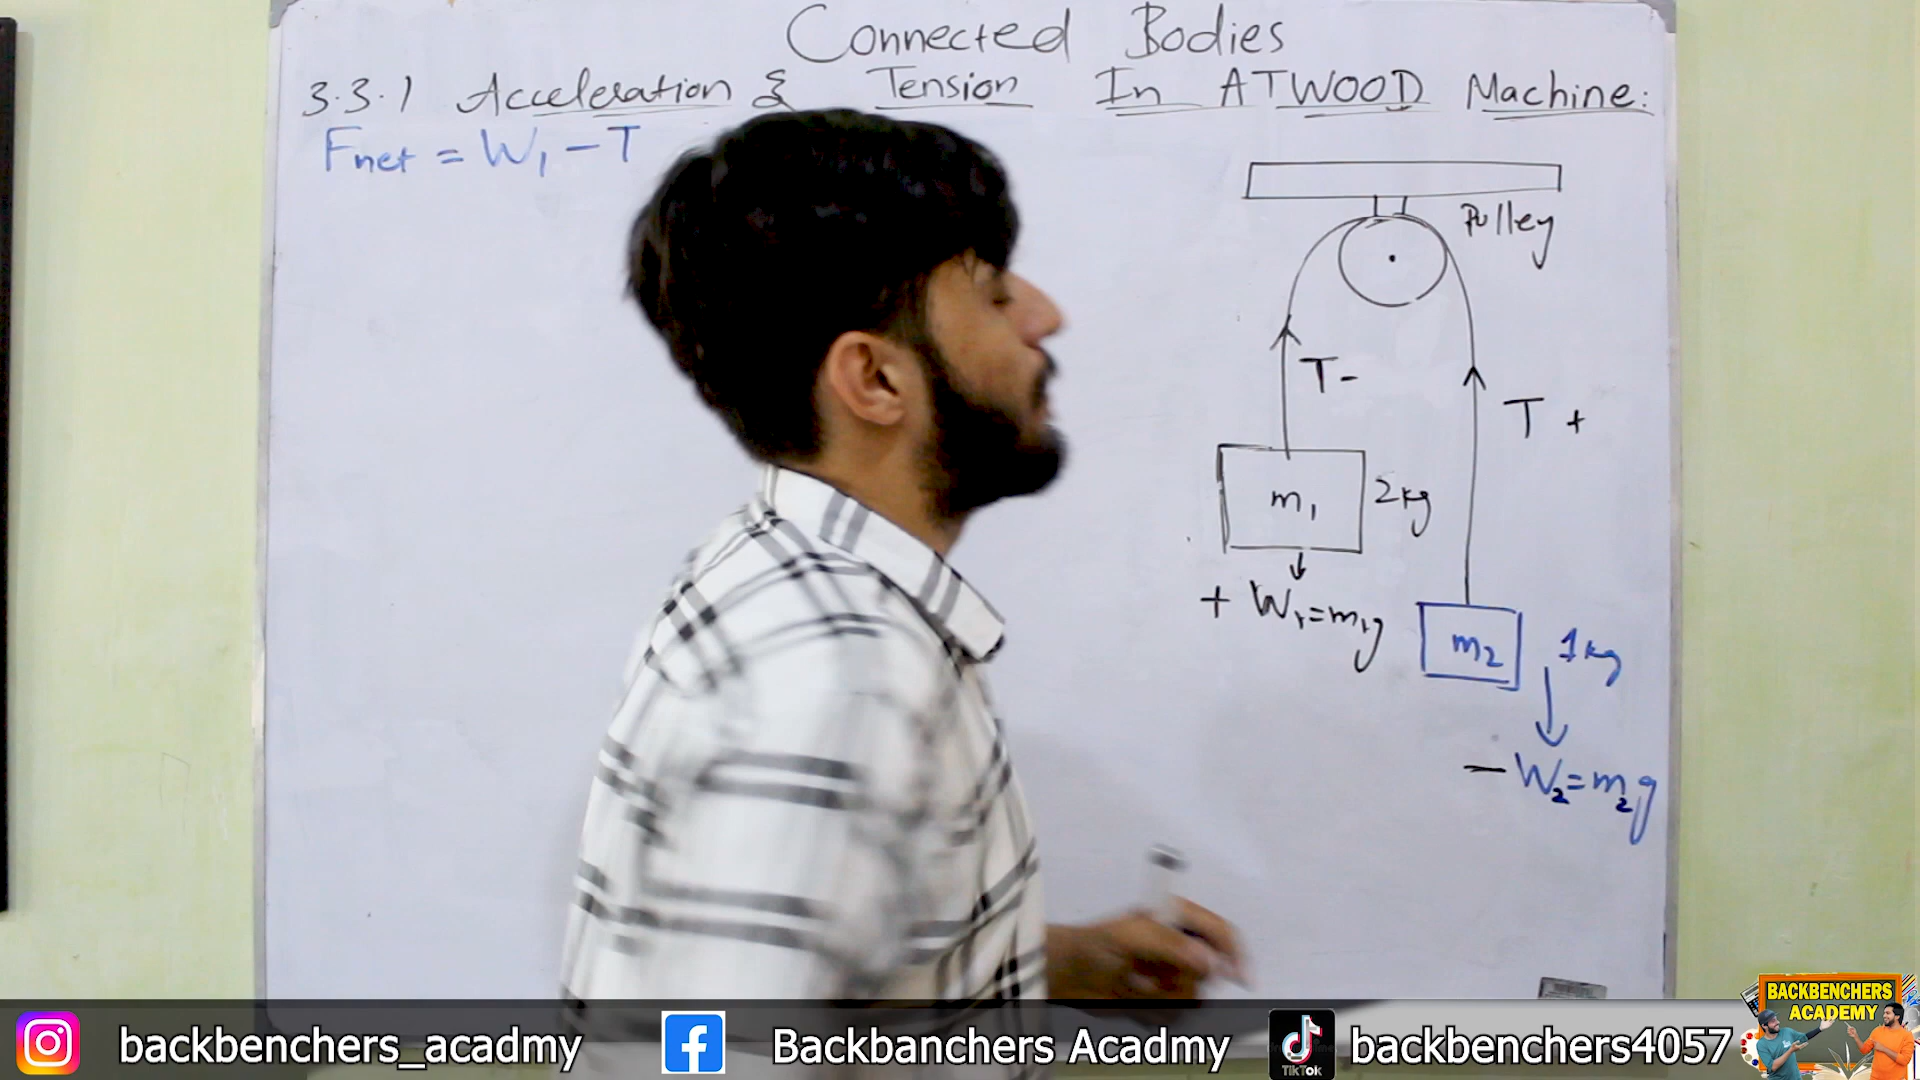 Connected Bodies
3.3.1 Acceleration & Tension In ATWOOD Machine:
Fnet = W₁ - T
Pulley
T -
T +
m₁ 2kg
+ W₁=m₁g
m₂ 1kg
- W₂=m₂g
BACKBENCHERS
ACADEMY
backbenchers_acadmy Backbanchers Acadmy TikTok backbenchers4057